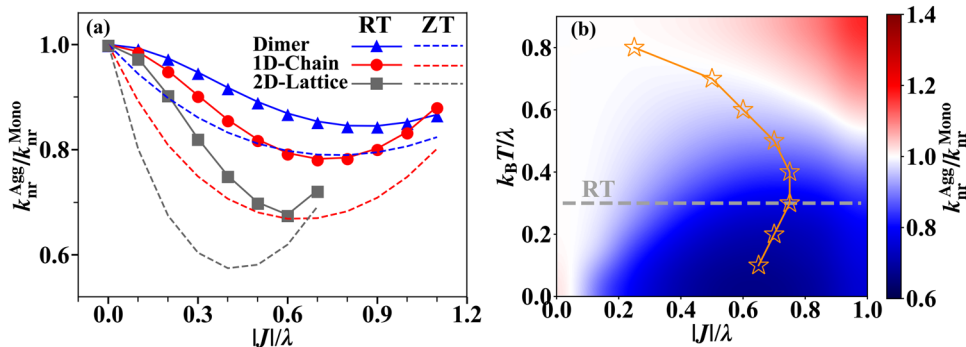 (a)
RT ZT
Dimer
1D-Chain
2D-Lattice
1.0
0.8
0.6
k_nr^Agg/k_nr^Mono
0.0 0.3 0.6 0.9 1.2
|J|/λ
(b)
RT
0.8
0.6
0.4
0.2
0.0
k_BT/λ
0.0 0.2 0.4 0.6 0.8 1.0
|J|/λ
1.4
1.2
1.0
0.8
0.6
k_nr^Agg/k_nr^Mono